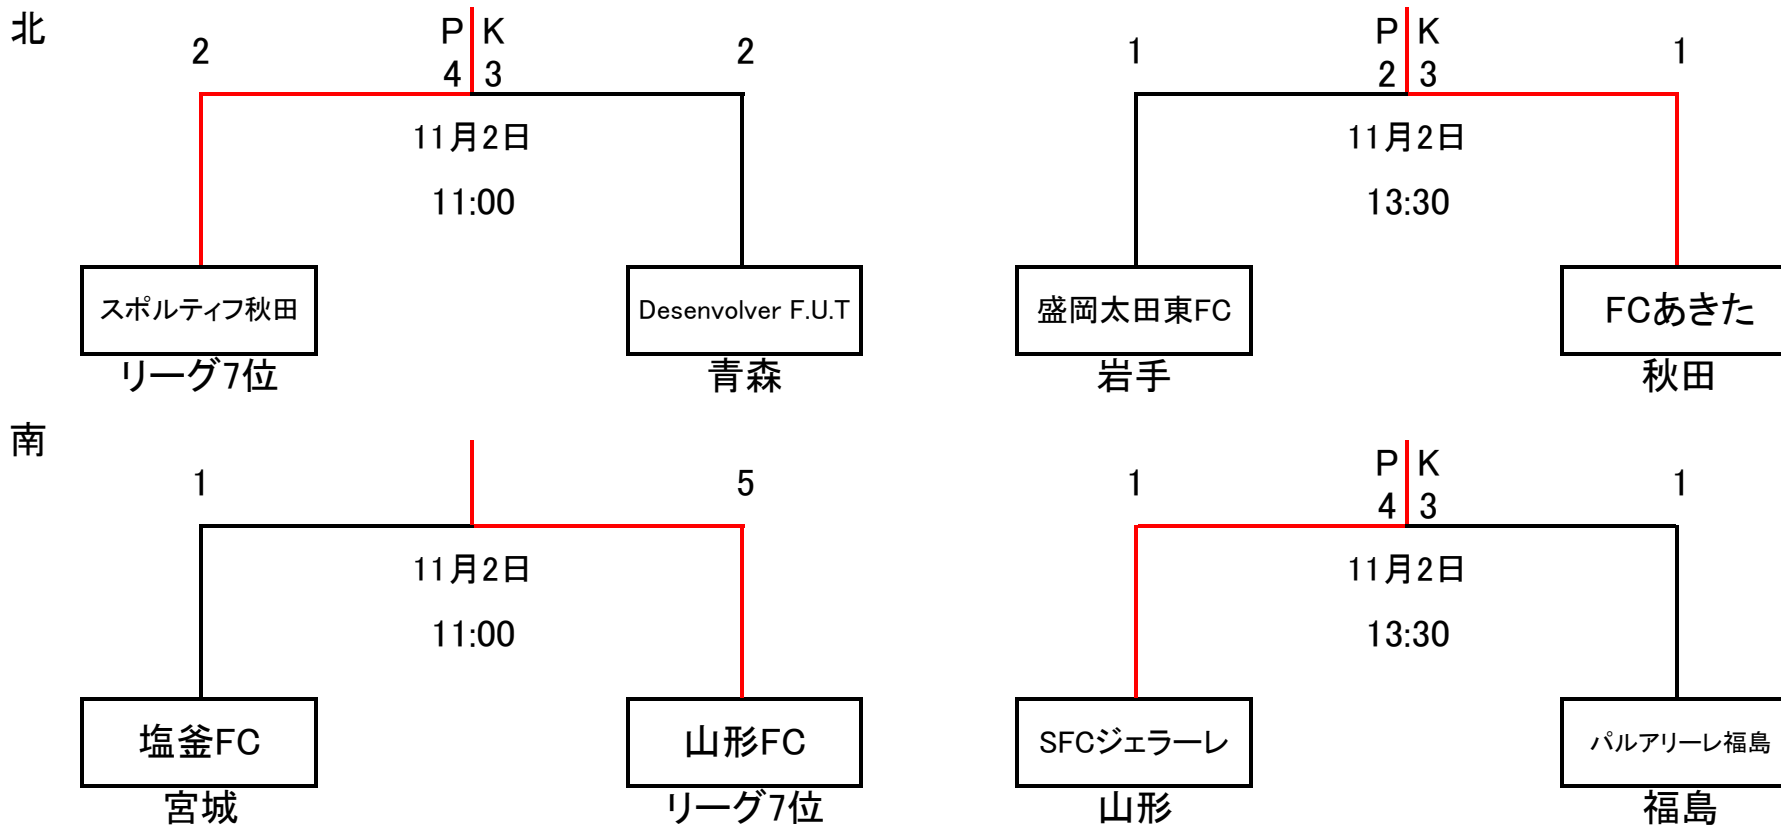 北
2 P K 2
4 3
11月2日
11:00
スポルティフ秋田 Desenvolver F.U.T
リーグ7位 青森
1 P K 1
2 3
11月2日
13:30
盛岡太田東FC FCあきた
岩手 秋田
南
1 5
11月2日
11:00
塩釜FC 山形FC
宮城 リーグ7位
1 P K 1
4 3
11月2日
13:30
SFCジェラーレ パルアリーレ福島
山形 福島